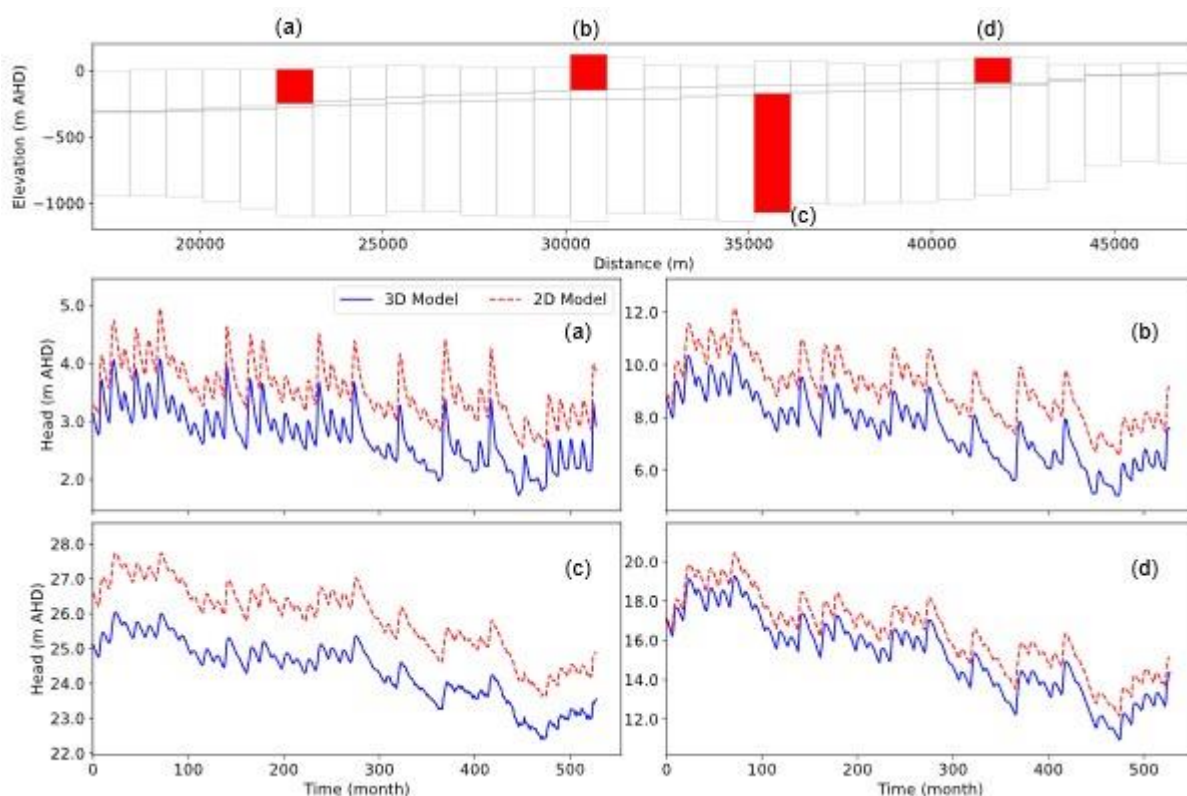 (a) (b) (d)
0
−500
−1000
Elevation (m AHD)
(c)
20000 25000 30000 35000 40000 45000
Distance (m)
3D Model 2D Model
(a)
5.0
4.0
3.0
2.0
Head (m AHD)
(b)
12.0
10.0
8.0
6.0
(c)
28.0
27.0
26.0
25.0
24.0
23.0
22.0
Head (m AHD)
0 100 200 300 400 500
Time (month)
(d)
20.0
18.0
16.0
14.0
12.0
0 100 200 300 400 500
Time (month)